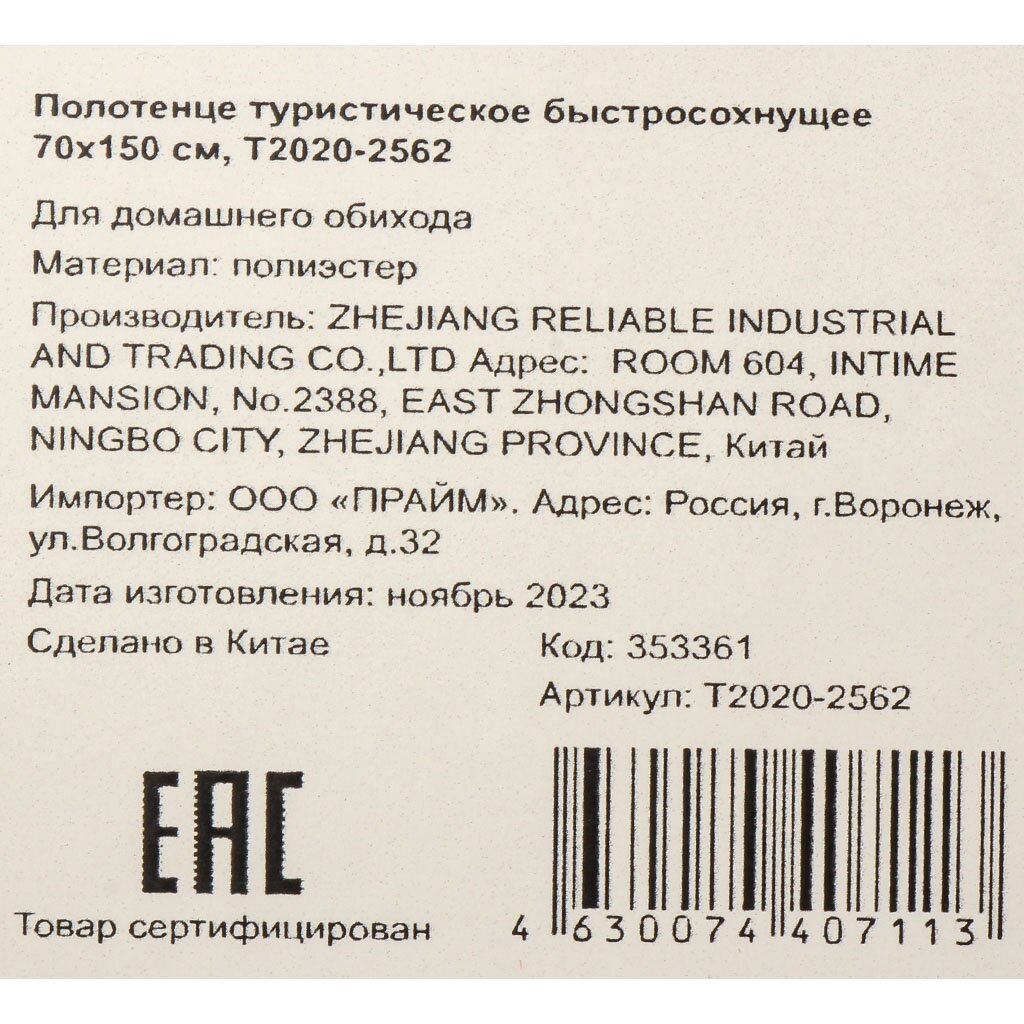 Полотенце туристическое быстросохнущее
70x150 см, Т2020-2562
Для домашнего обихода
Материал: полиэстер
Производитель: ZHEJIANG RELIABLE INDUSTRIAL
AND TRADING CO.,LTD Адрес: ROOM 604, INTIME
MANSION, No.2388, EAST ZHONGSHAN ROAD,
NINGBO CITY, ZHEJIANG PROVINCE, Китай
Импортер: ООО «ПРАЙМ». Адрес: Россия, г.Воронеж,
ул.Волгоградская, д.32
Дата изготовления: ноябрь 2023
Сделано в Китае
Код: 353361
Артикул: Т2020-2562
EAC
Товар сертифицирован
4 630074 407113